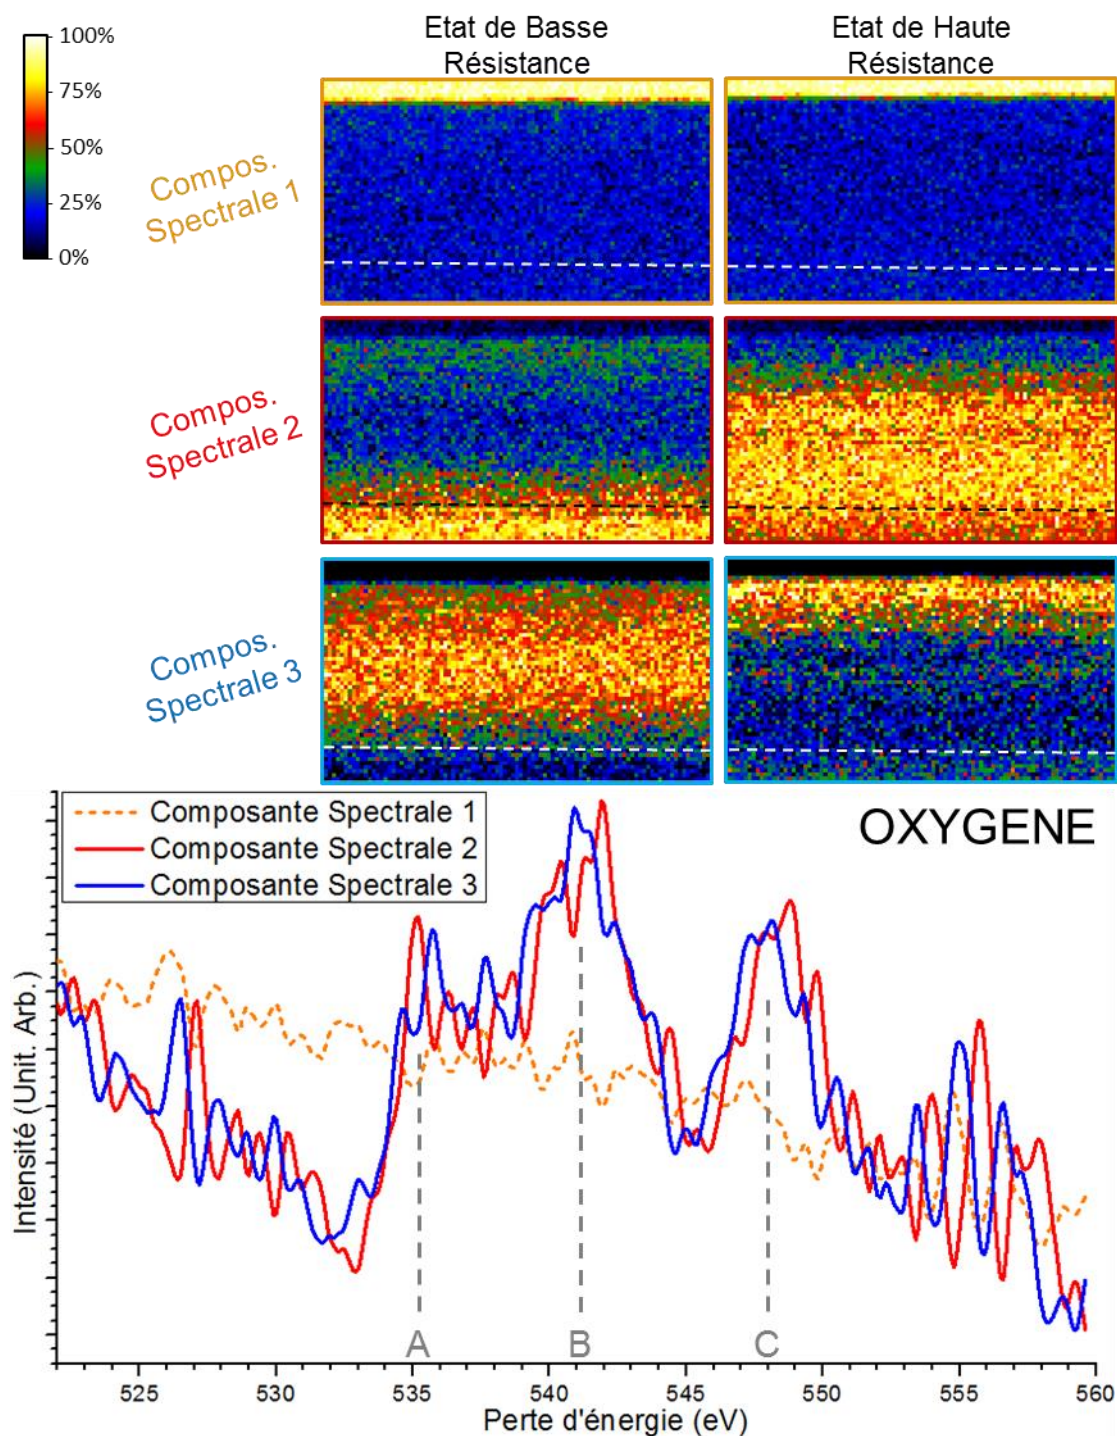 Etat de Basse
Résistance
Etat de Haute
Résistance
100%
75%
50%
25%
0%
Compos.
Spectrale 1
Compos.
Spectrale 2
Compos.
Spectrale 3
Composante Spectrale 1
Composante Spectrale 2
Composante Spectrale 3
OXYGENE
Intensité (Unit. Arb.)
A
B
C
525
530
535
540
545
550
555
560
Perte d'énergie (eV)